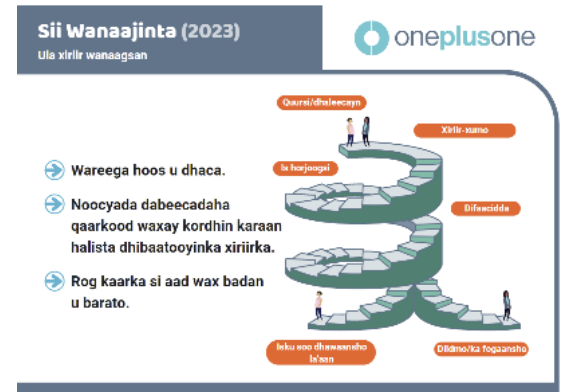 Sii Wanaajinta (2023)
Ula xiriir wanaagsan
oneplusone
Wareega hoos u dhaca.
Noocyada dabeecadaha
qaarkood waxay kordhin karaan
halista dhibaatooyinka xiriirka.
Rog kaarka si aad wax badan
u barato.
Quursi/dhaleecayn
Xiriir-xumo
Is horjoogsi
Difaacidda
Isku soo dhawaansho
la'aan
Diidmo/ka fogaansho